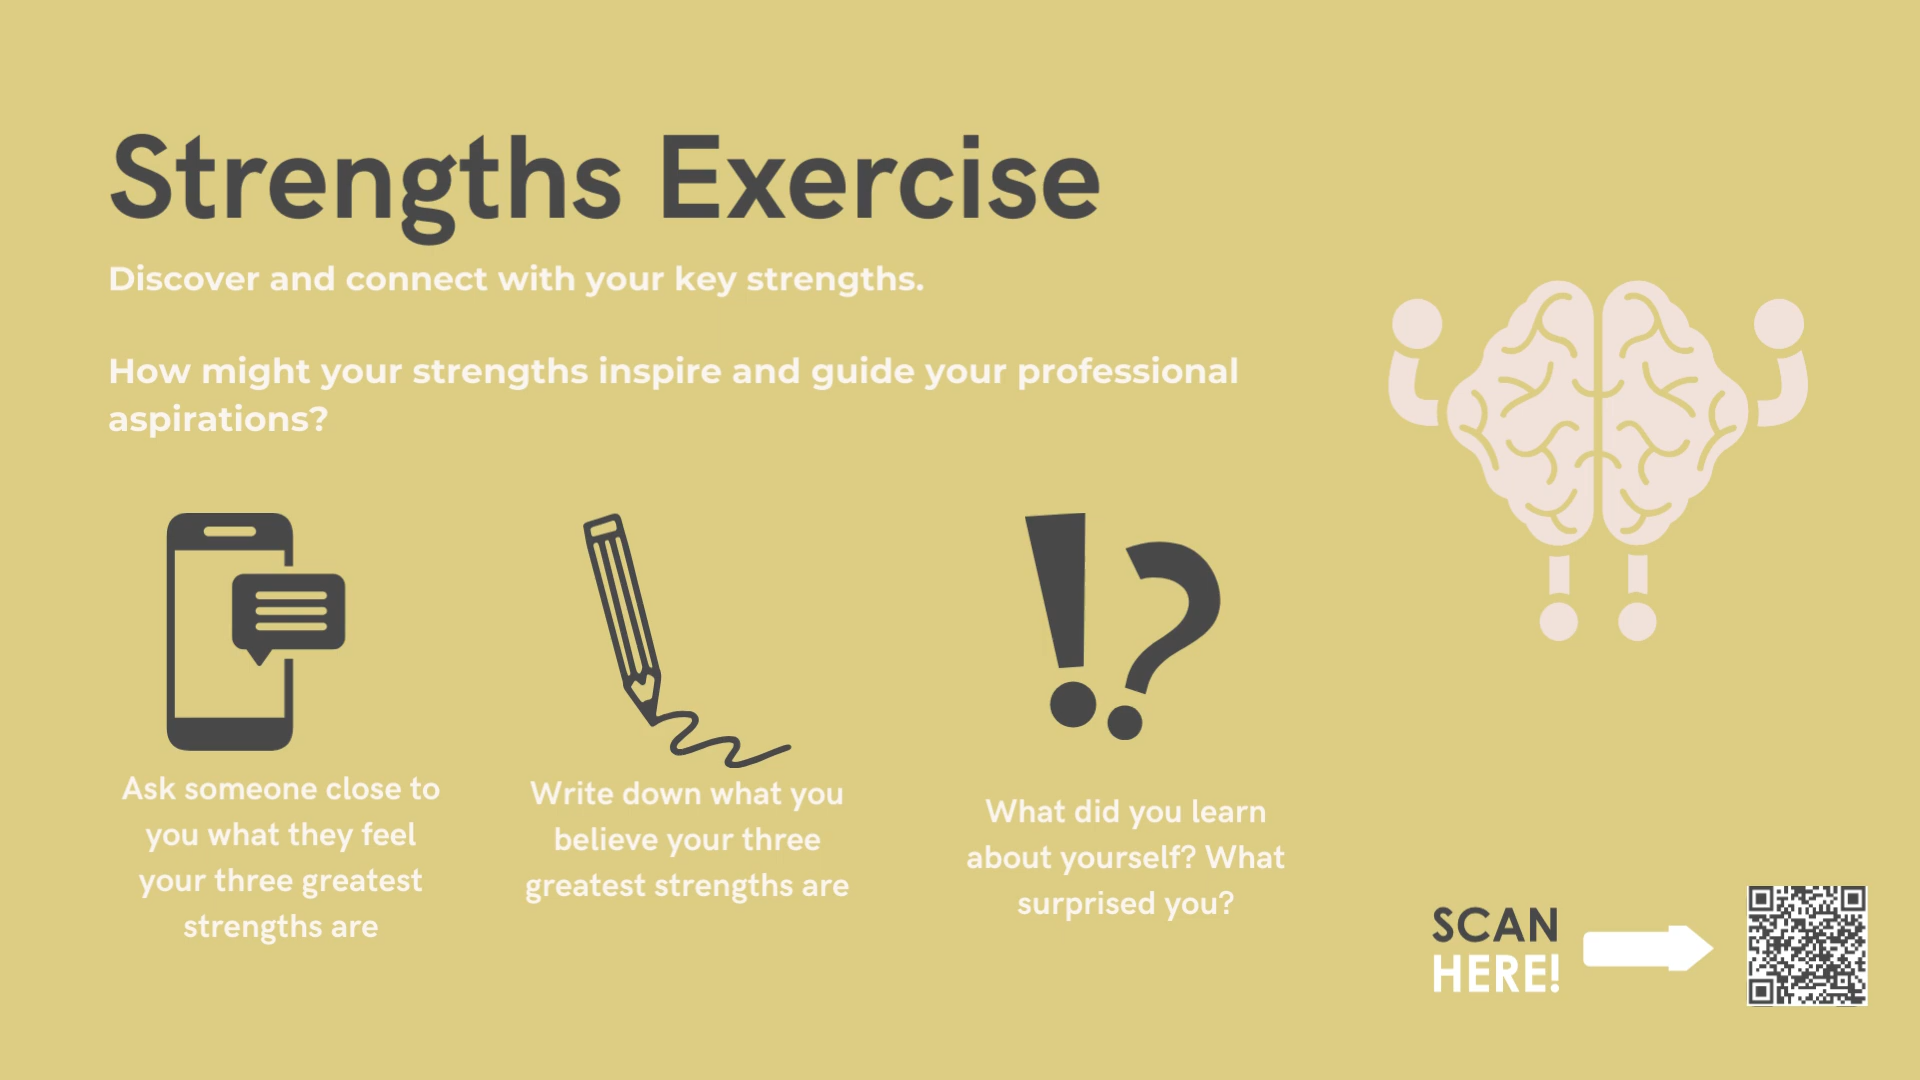 Strengths Exercise
Discover and connect with your key strengths.
How might your strengths inspire and guide your professional
aspirations?
Ask someone close to
you what they feel
your three greatest
strengths are
Write down what you
believe your three
greatest strengths are
What did you learn
about yourself? What
surprised you?
SCAN
HERE!